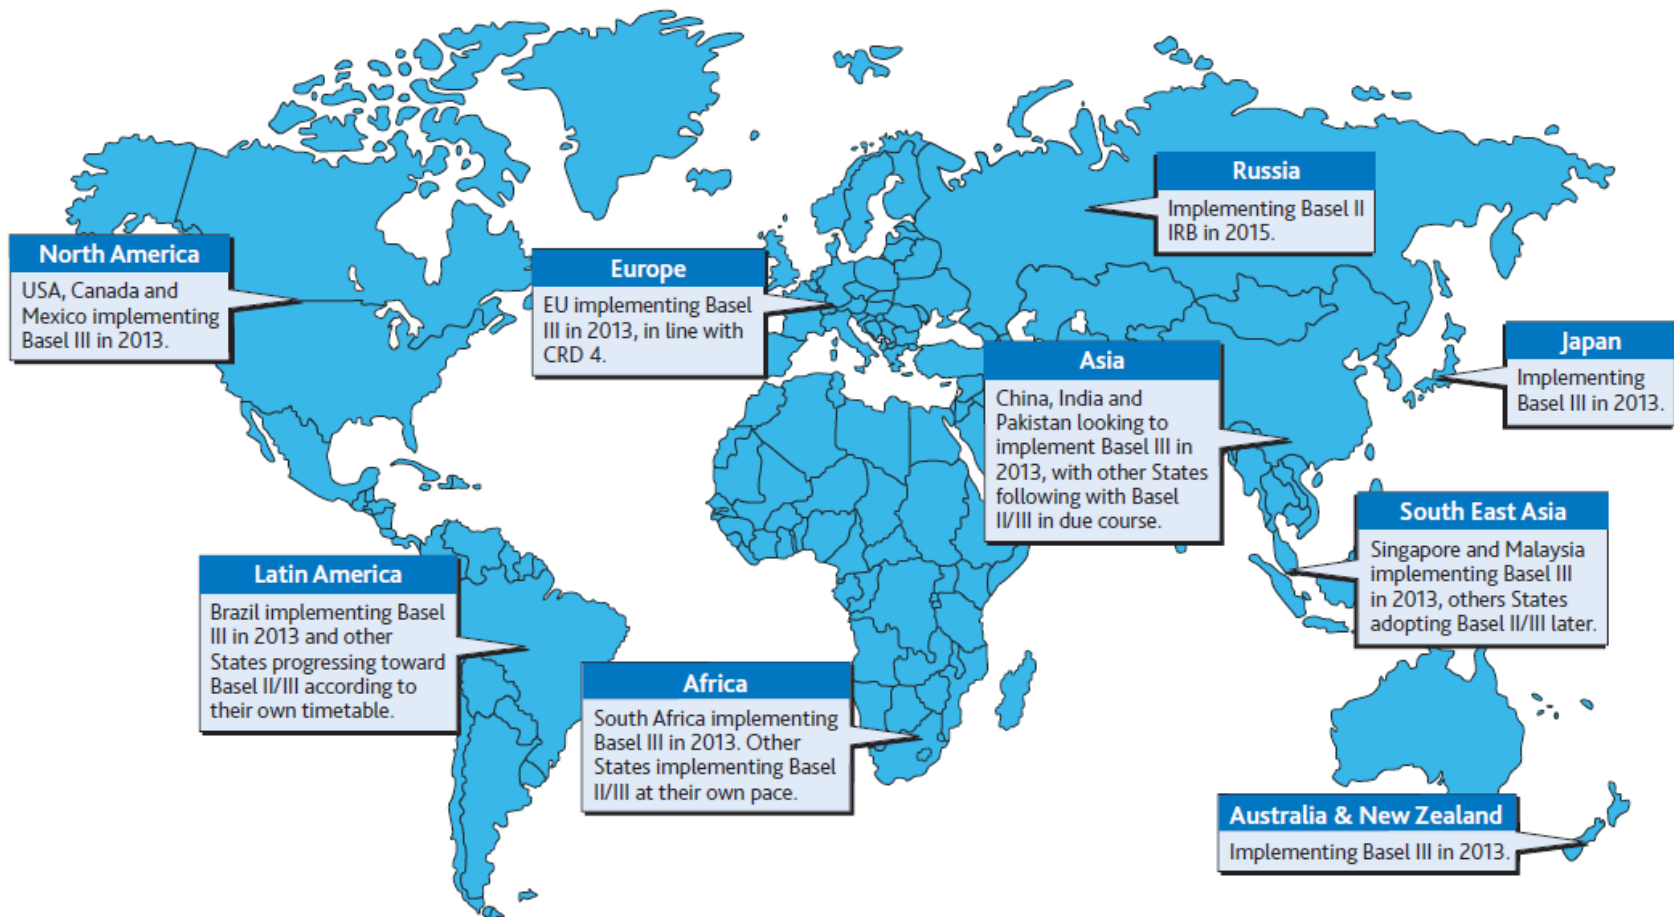 Russia
Implementing Basel II
IRB in 2015.
North America
USA, Canada and
Mexico implementing
Basel III in 2013.
Europe
EU implementing Basel
III in 2013, in line with
CRD 4.
Japan
Implementing
Basel III in 2013.
Asia
China, India and
Pakistan looking to
implement Basel III in
2013, with other States
following with Basel
II/III in due course.
South East Asia
Singapore and Malaysia
implementing Basel III
in 2013, others States
adopting Basel II/III later.
Latin America
Brazil implementing Basel
III in 2013 and other
States progressing toward
Basel II/III according to
their own timetable.
Africa
South Africa implementing
Basel III in 2013. Other
States implementing Basel
II/III at their own pace.
Australia & New Zealand
Implementing Basel III in 2013.